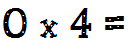 0 x 4 =